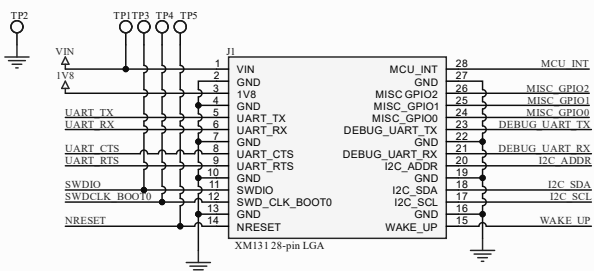 TP2
TP1 TP3 TP4 TP5
J1
VIN
1 VIN MCU_INT 28 MCU_INT
2 GND GND 27
1V8
3 1V8 MISC GPIO2 26 MISC_GPIO2
4 GND MISC_GPIO1 25 MISC_GPIO1
UART_TX 5 UART_TX MISC_GPIO0 24 MISC_GPIO0
UART_RX 6 UART_RX DEBUG_UART_TX 23 DEBUG_UART_TX
7 GND GND 22
UART_CTS 8 UART_CTS DEBUG_UART_RX 21 DEBUG_UART_RX
UART_RTS 9 UART_RTS I2C_ADDR 20 I2C_ADDR
10 GND GND 19
SWDIO 11 SWDIO I2C_SDA 18 I2C_SDA
SWDCLK_BOOT0 12 SWD_CLK_BOOT0 I2C_SCL 17 I2C_SCL
13 GND GND 16
NRESET 14 NRESET WAKE_UP 15 WAKE_UP
XM131 28-pin LGA